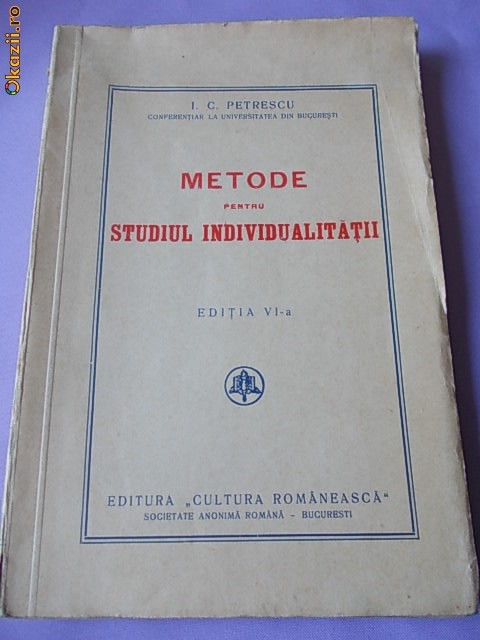 Okazii.ro
I. C. PETRESCU
CONFERENȚIAR LA UNIVERSITATEA DIN BUCUREȘTI
METODE
PENTRU
STUDIUL INDIVIDUALITĂȚII
EDIȚIA VI-a
EDITURA „CULTURA ROMÂNEASCĂ“
SOCIETATE ANONIMĂ ROMÂNĂ – BUCURESTI